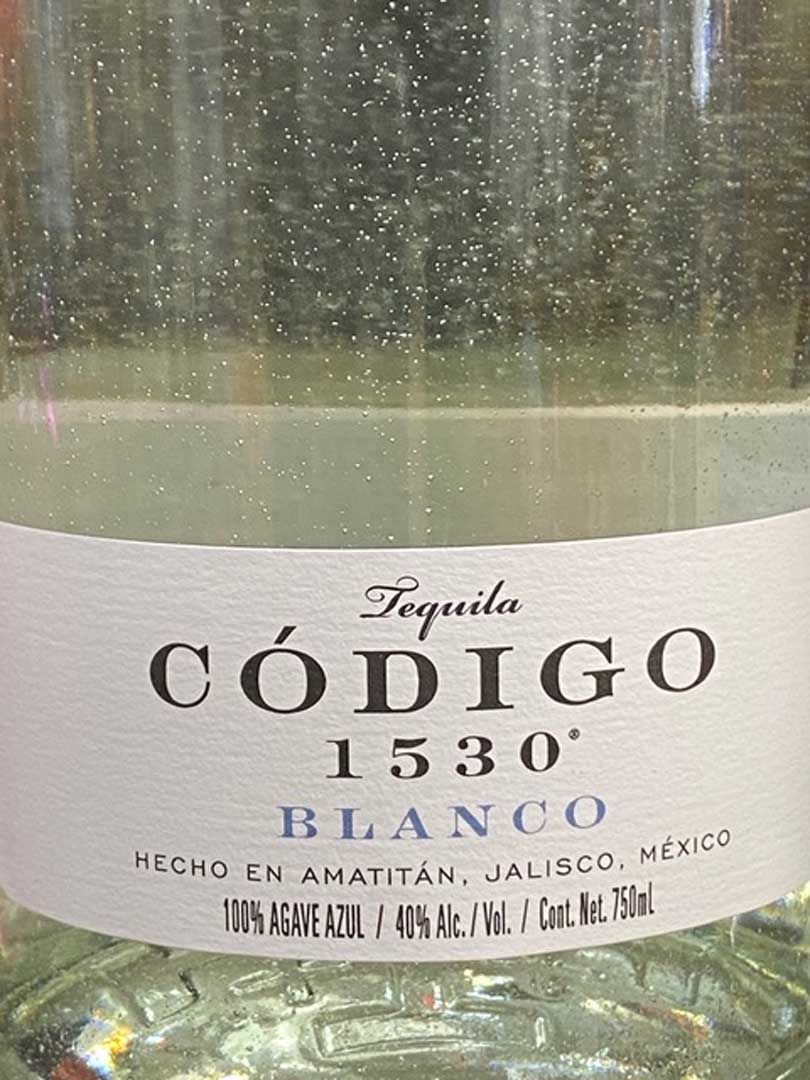 Tequila
CÓDIGO
1530®
BLANCO
HECHO EN AMATITÁN, JALISCO, MÉXICO
100% AGAVE AZUL / 40% Alc. / Vol. / Cont. Net. 750mL